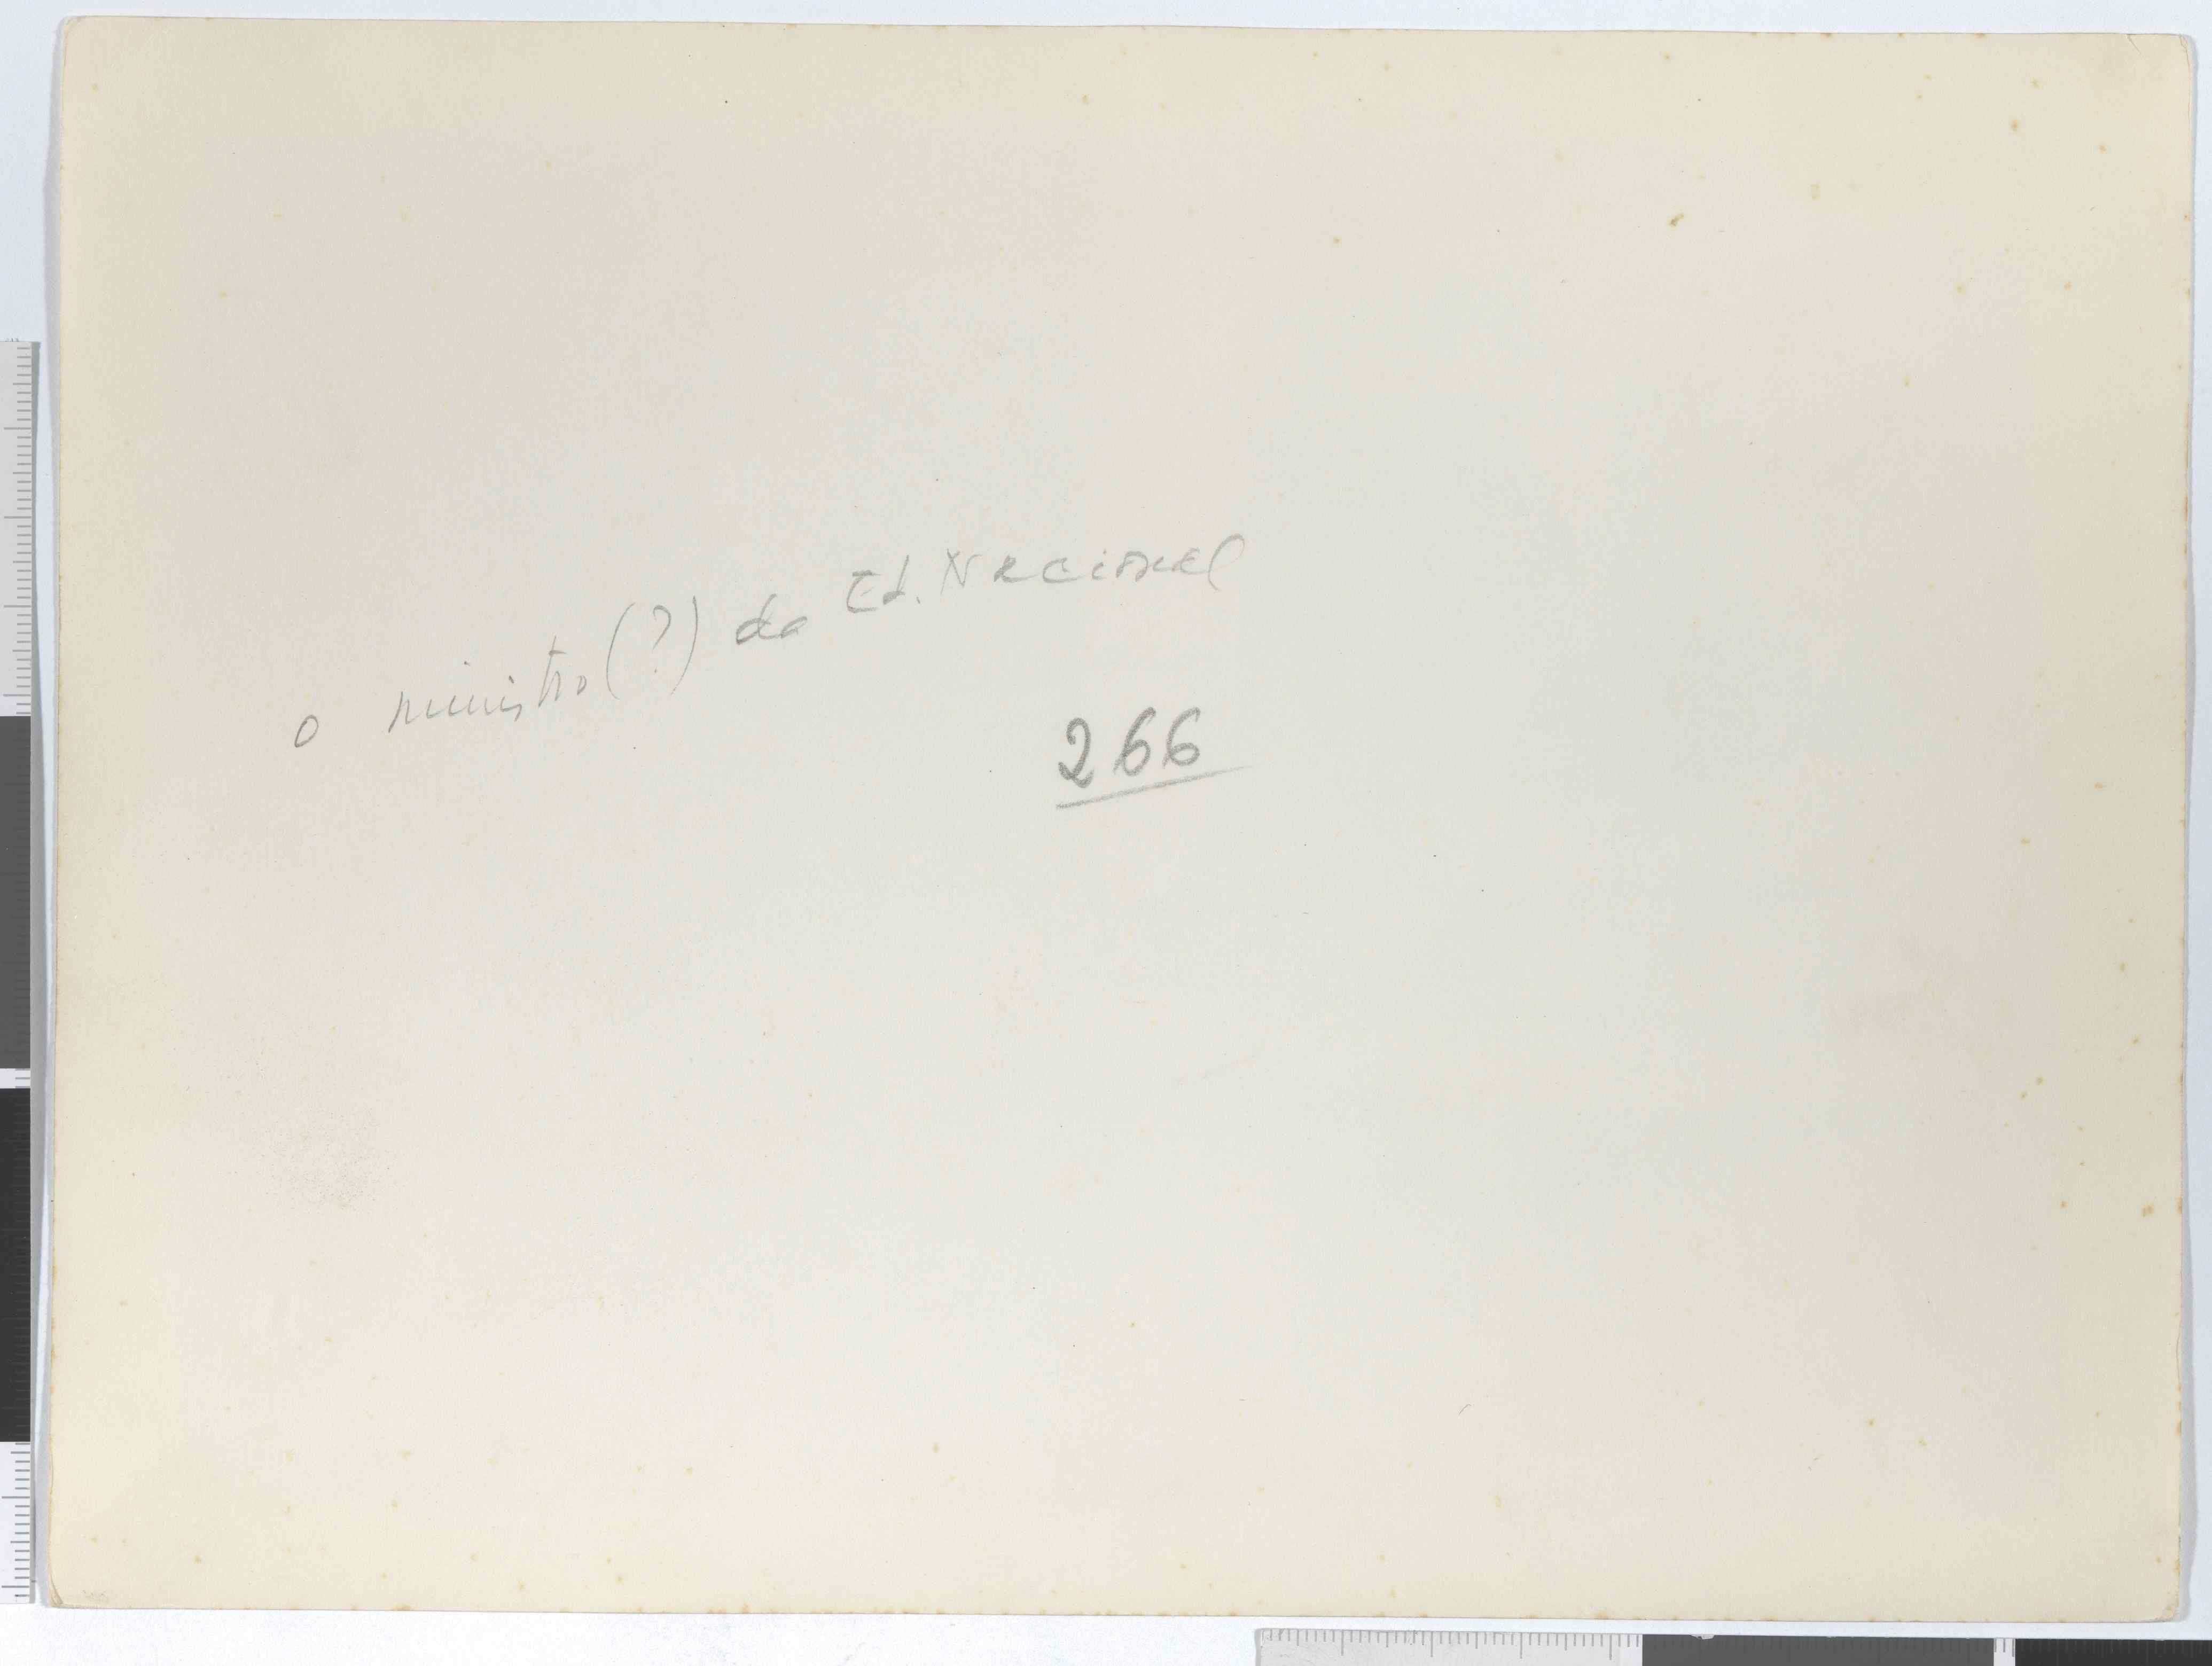 o ministro (?) da Ed. Nacional
266